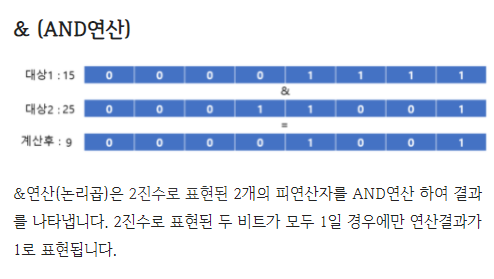 & (AND연산)
대상1 : 15 0 0 0 0 1 1 1 1
&
대상2 : 25 0 0 0 1 1 0 0 1
=
계산후 : 9 0 0 0 0 1 0 0 1
&연산(논리곱)은 2진수로 표현된 2개의 피연산자를 AND연산 하여 결과
를 나타냅니다. 2진수로 표현된 두 비트가 모두 1일 경우에만 연산결과가
1로 표현됩니다.